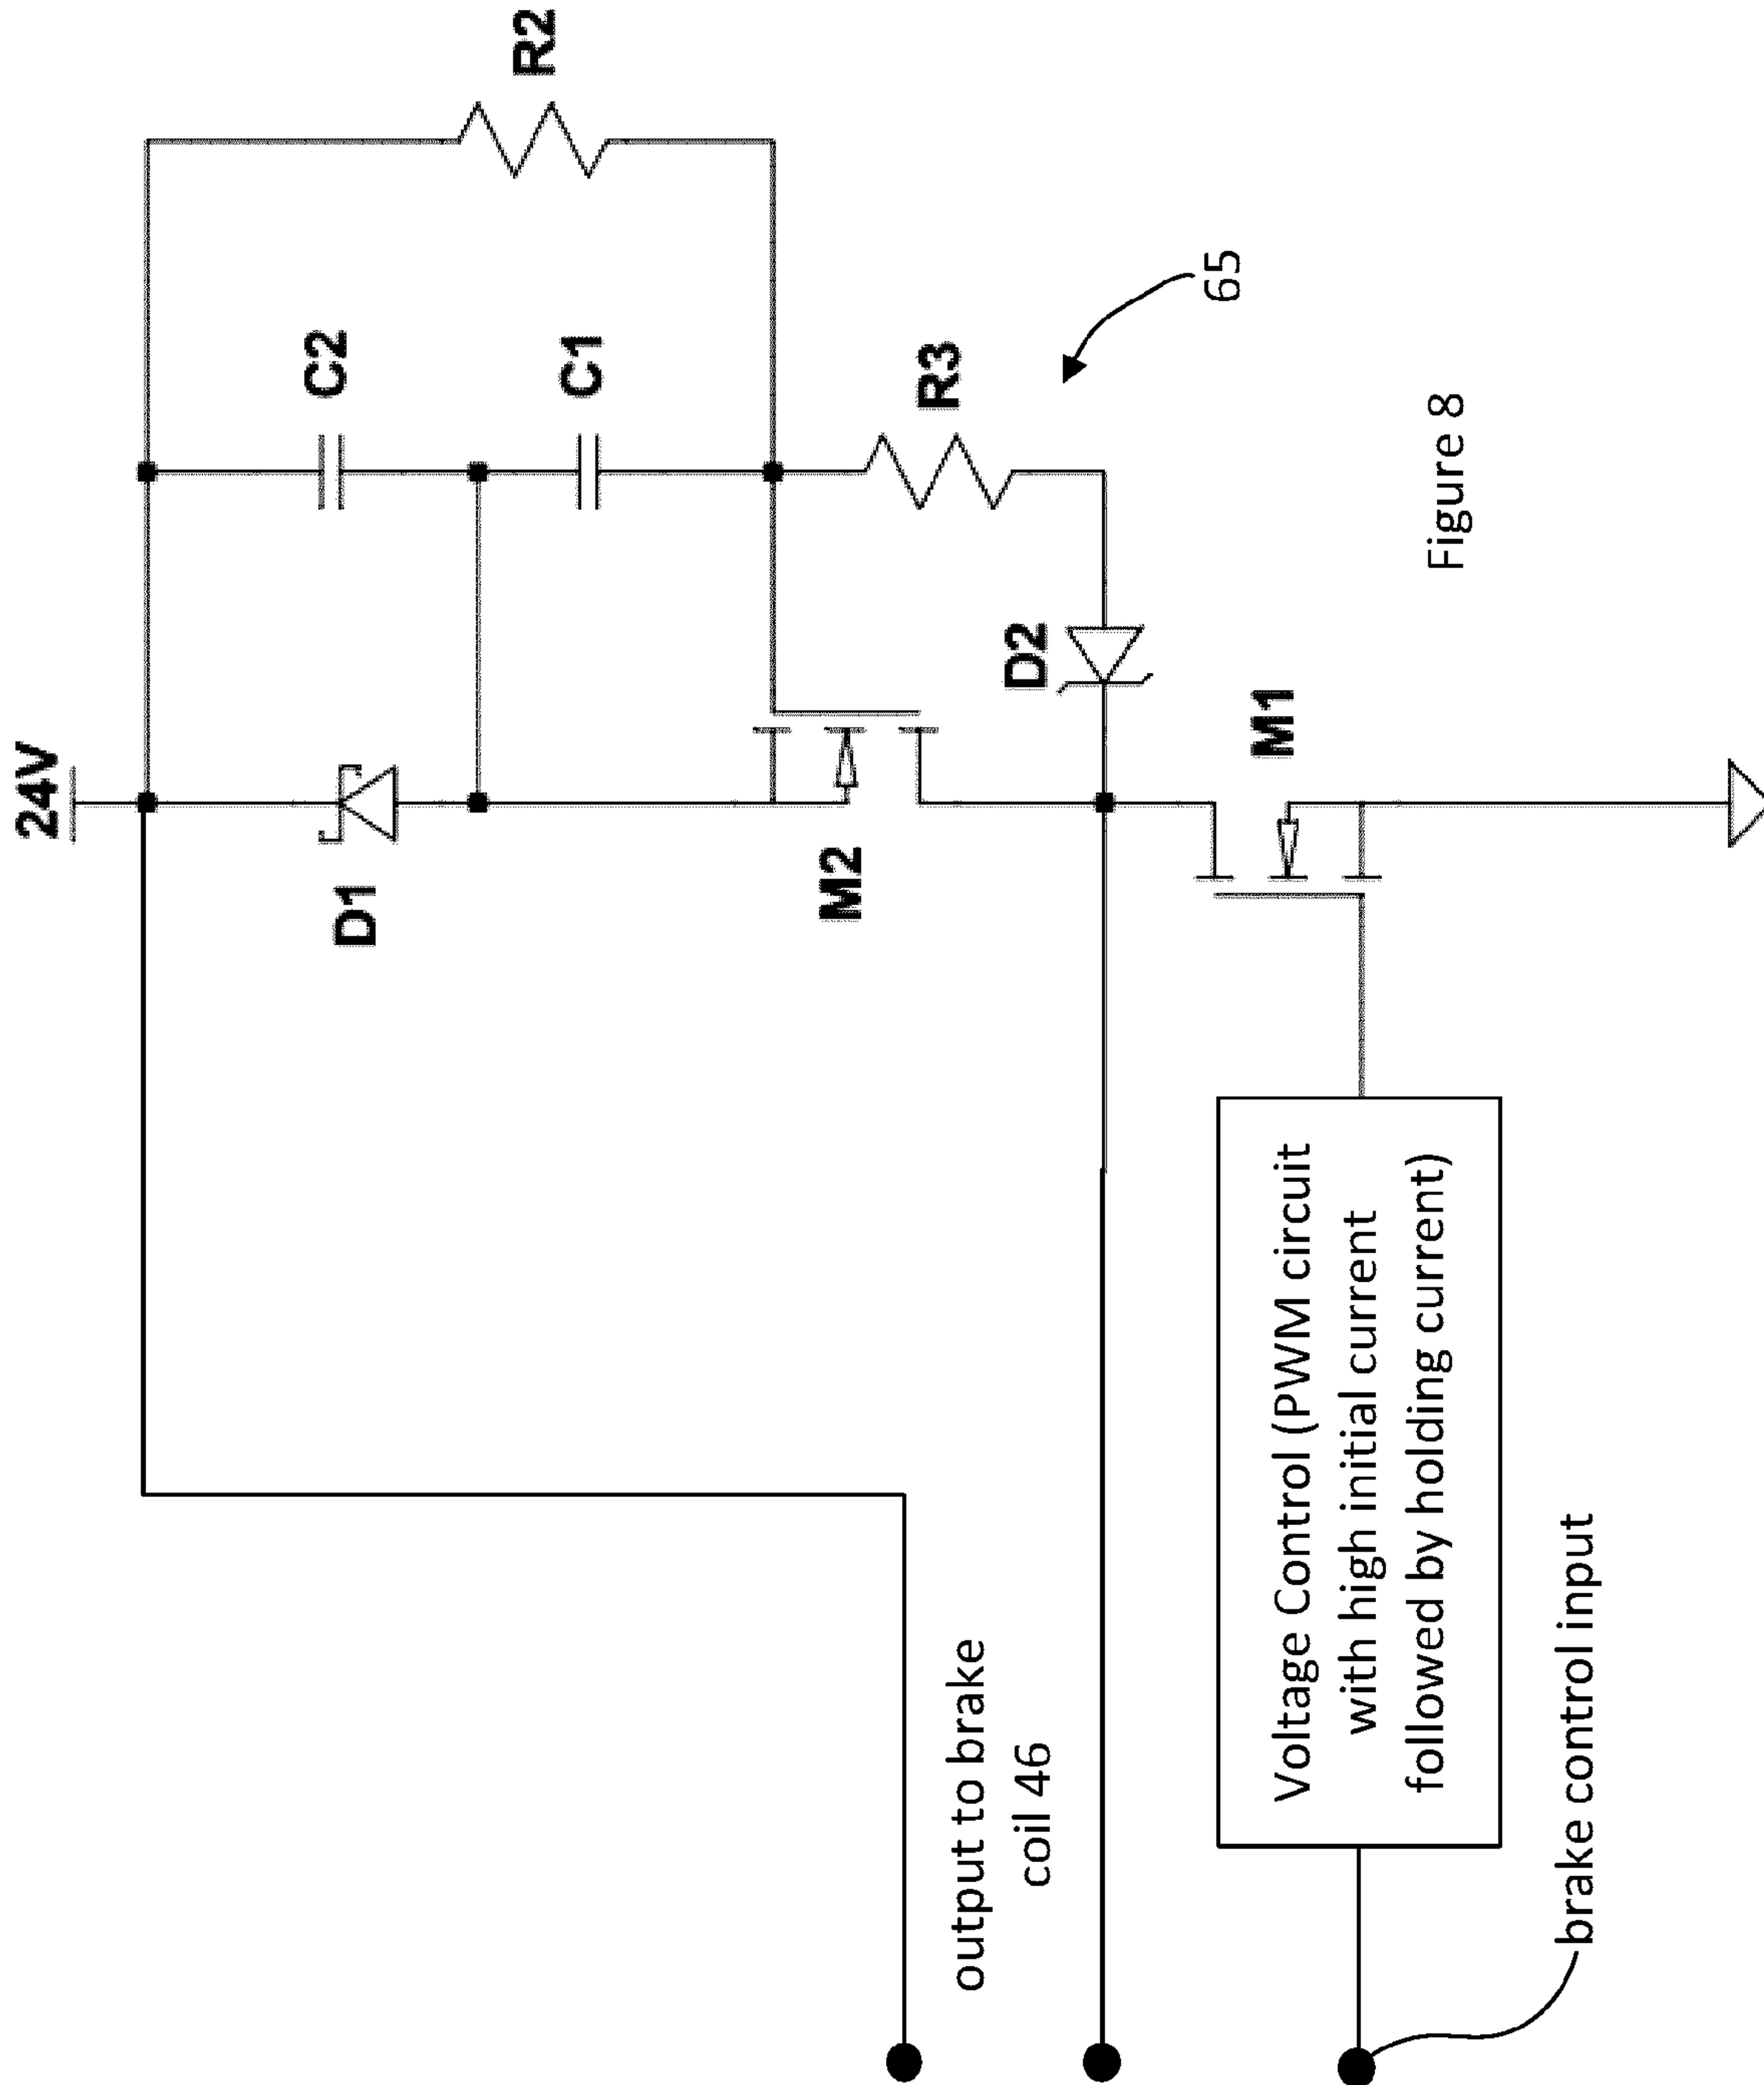 24V
R2
C2
D1
C1
M2
R3
D2
65
M1
output to brake
coil 46
Voltage Control (PWM circuit
with high initial current
followed by holding current)
brake control input
Figure 8